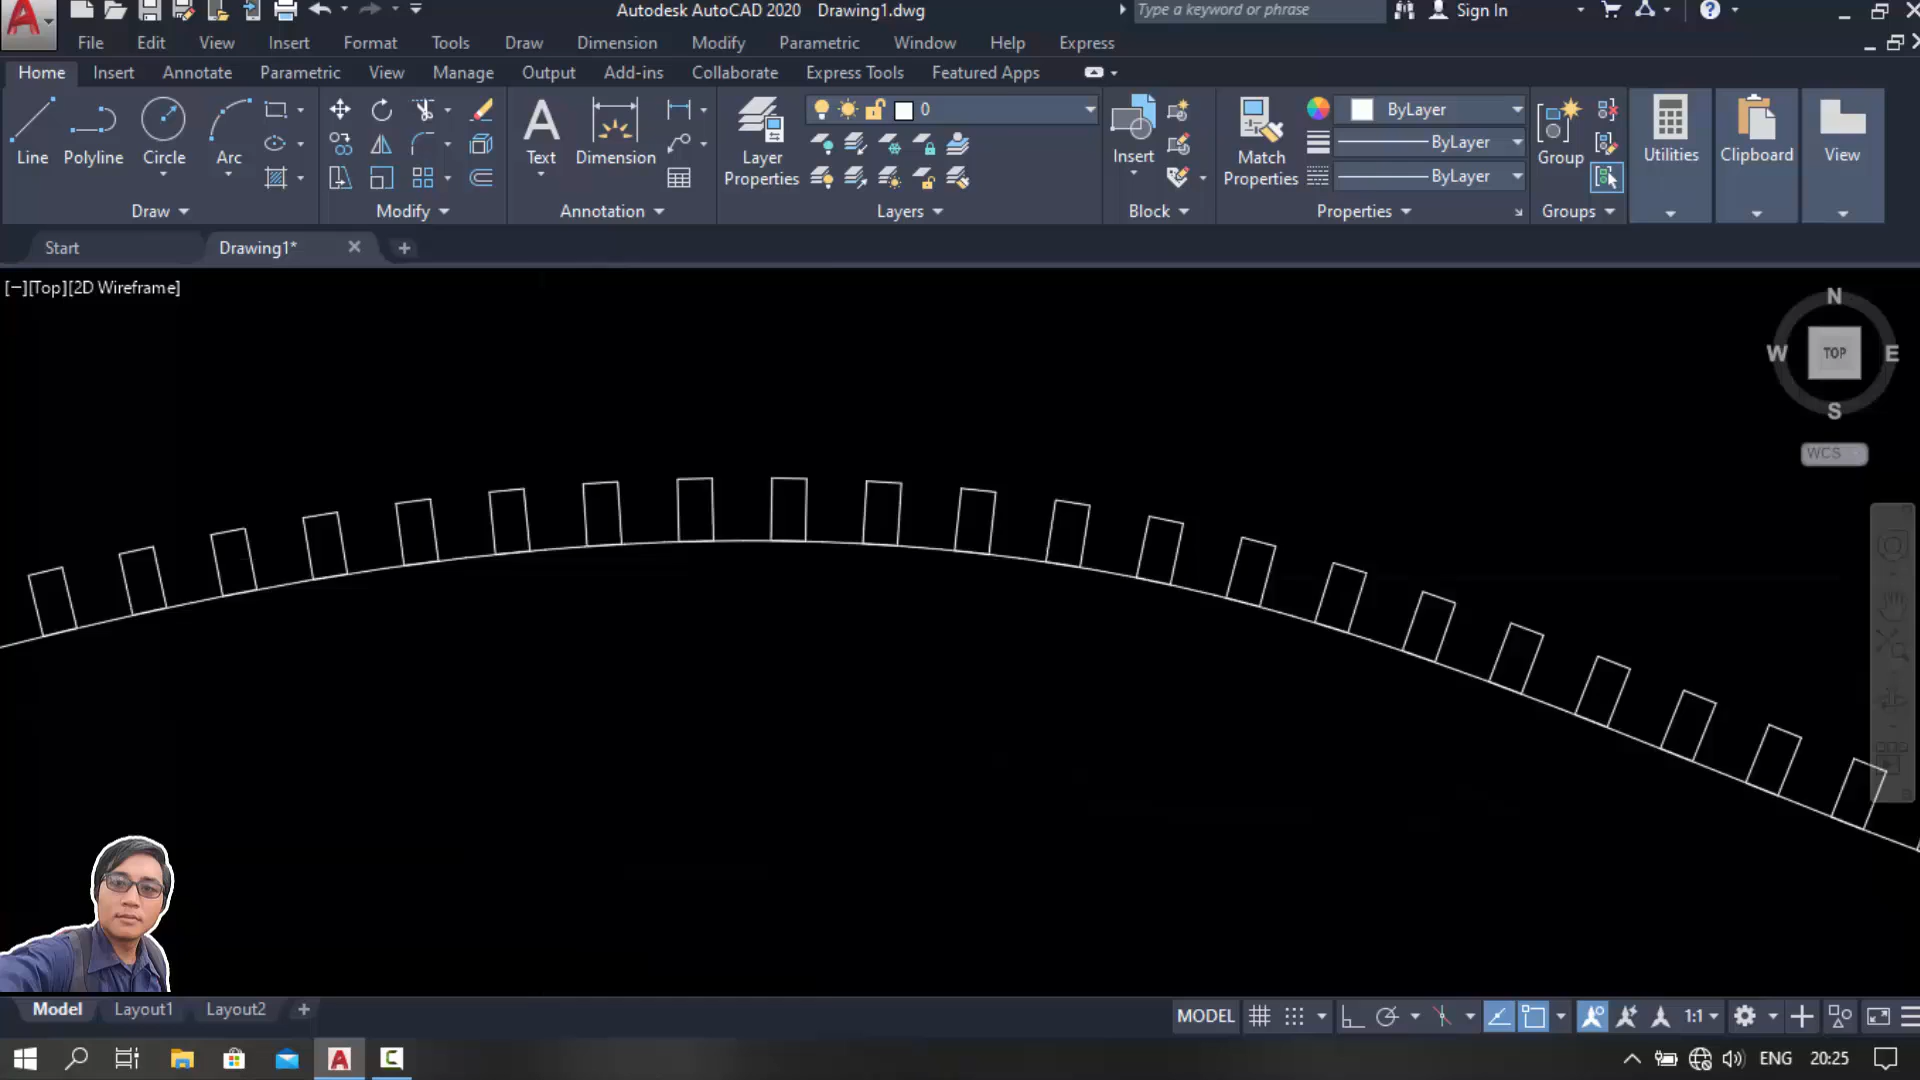 Autodesk AutoCAD 2020 Drawing1.dwg Type a keyword or phrase Sign In
File Edit View Insert Format Tools Draw Dimension Modify Parametric Window Help Express
Home Insert Annotate Parametric View Manage Output Add-ins Collaborate Express Tools Featured Apps
0 ByLayer
ByLayer
Line Polyline Circle Arc Text Dimension Layer Properties Insert Match Properties Group Utilities Clipboard View
ByLayer
Draw Modify Annotation Layers Block Properties Groups
Start Drawing1*
[−][Top][2D Wireframe]
N
W TOP E
S
WCS
Model Layout1 Layout2 MODEL 1:1
ENG 20:25